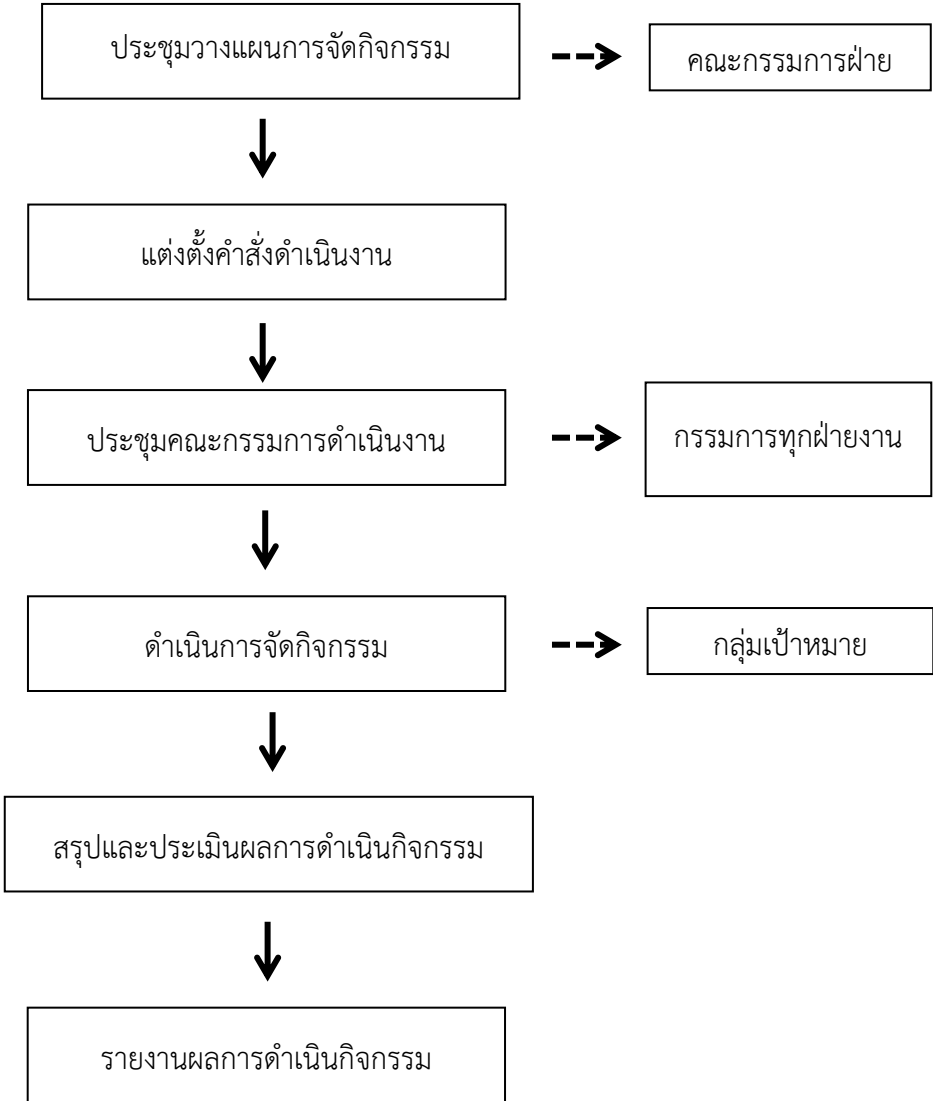 ประชุมวางแผนการจัดกิจกรรม
คณะกรรมการฝ่าย
แต่งตั้งคำสั่งดำเนินงาน
ประชุมคณะกรรมการดำเนินงาน
กรรมการทุกฝ่ายงาน
ดำเนินการจัดกิจกรรม
กลุ่มเป้าหมาย
สรุปและประเมินผลการดำเนินกิจกรรม
รายงานผลการดำเนินกิจกรรม